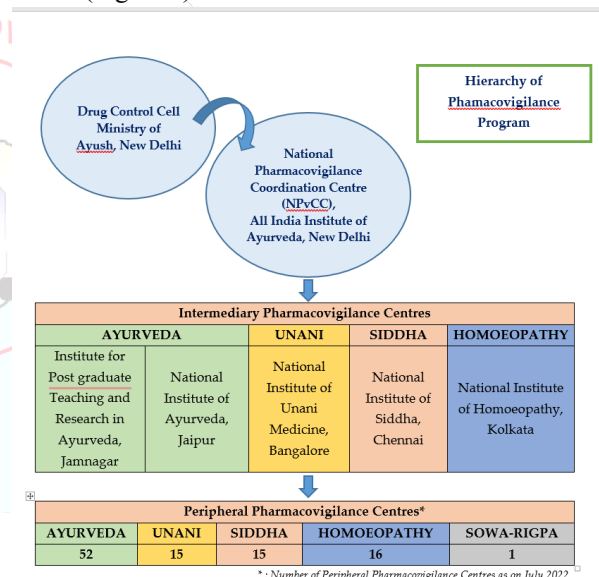 Drug Control Cell
Ministry of
Ayush, New Delhi
Hierarchy of
Phamacovigilance
Program
National
Pharmacovigilance
Coordination Centre
(NPvCC),
All India Institute of
Ayurveda, New Delhi
Intermediary Pharmacovigilance Centres
AYURVEDA UNANI SIDDHA HOMOEOPATHY
Institute for
Post graduate
Teaching and
Research in
Ayurveda,
Jamnagar
National
Institute of
Ayurveda,
Jaipur
National
Institute of
Unani
Medicine,
Bangalore
National
Institute of
Siddha,
Chennai
National Institute
of Homoeopathy,
Kolkata
Peripheral Pharmacovigilance Centres*
AYURVEDA UNANI SIDDHA HOMOEOPATHY SOWA-RIGPA
52 15 15 16 1
* : Number of Peripheral Pharmacovigilance Centres as on July 2022